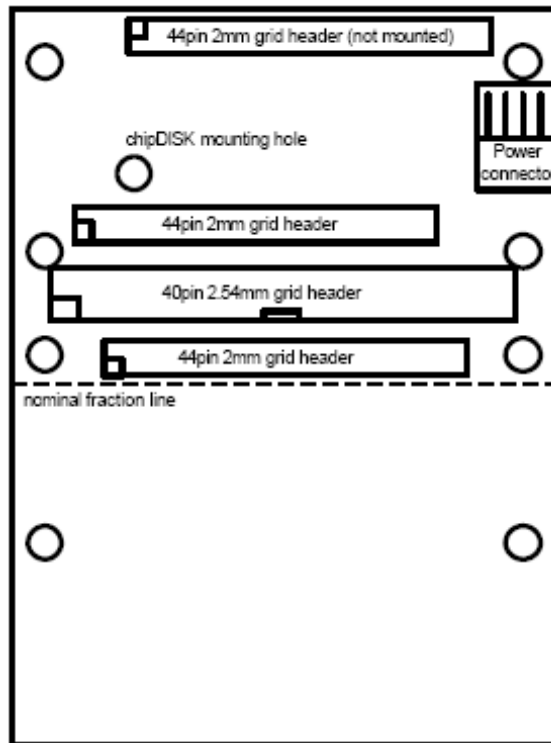 44pin 2mm grid header (not mounted)
chipDISK mounting hole
Power
connecto
44pin 2mm grid header
40pin 2.54mm grid header
44pin 2mm grid header
nominal fraction line